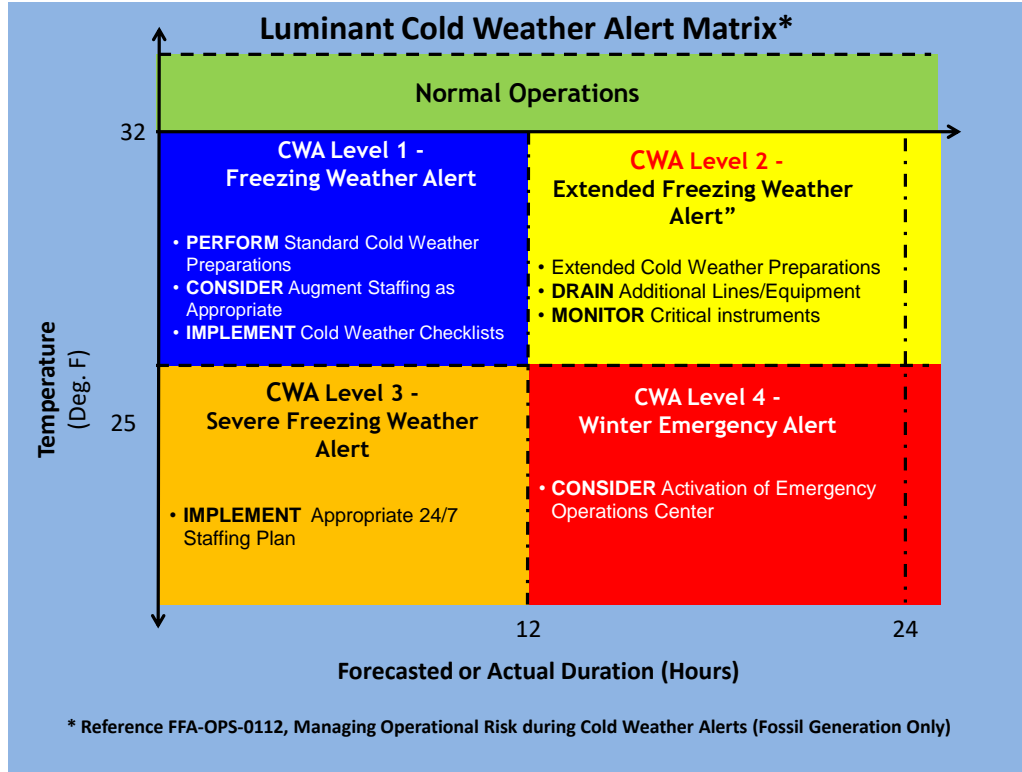 Luminant Cold Weather Alert Matrix*
Normal Operations
32
CWA Level 1 -
Freezing Weather Alert
• PERFORM Standard Cold Weather
Preparations
• CONSIDER Augment Staffing as
Appropriate
• IMPLEMENT Cold Weather Checklists
CWA Level 2 -
Extended Freezing Weather
Alert”
• Extended Cold Weather Preparations
• DRAIN Additional Lines/Equipment
• MONITOR Critical instruments
Temperature
(Deg. F)
25
CWA Level 3 -
Severe Freezing Weather
Alert
• IMPLEMENT Appropriate 24/7
Staffing Plan
CWA Level 4 -
Winter Emergency Alert
• CONSIDER Activation of Emergency
Operations Center
12
24
Forecasted or Actual Duration (Hours)
* Reference FFA-OPS-0112, Managing Operational Risk during Cold Weather Alerts (Fossil Generation Only)